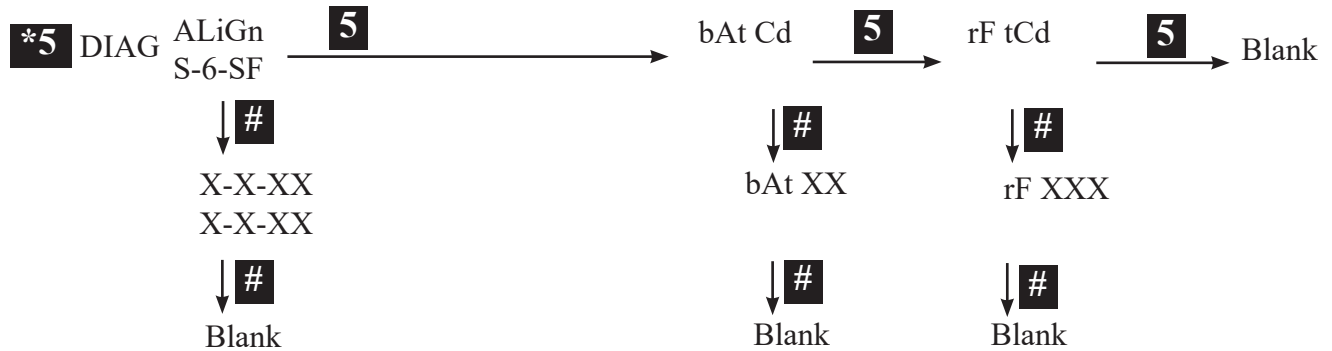 *5 DIAG ALiGn 5 bAt Cd 5 rF tCd 5 Blank
S-6-SF
# # #
X-X-XX bAt XX rF XXX
X-X-XX
# # #
Blank Blank Blank